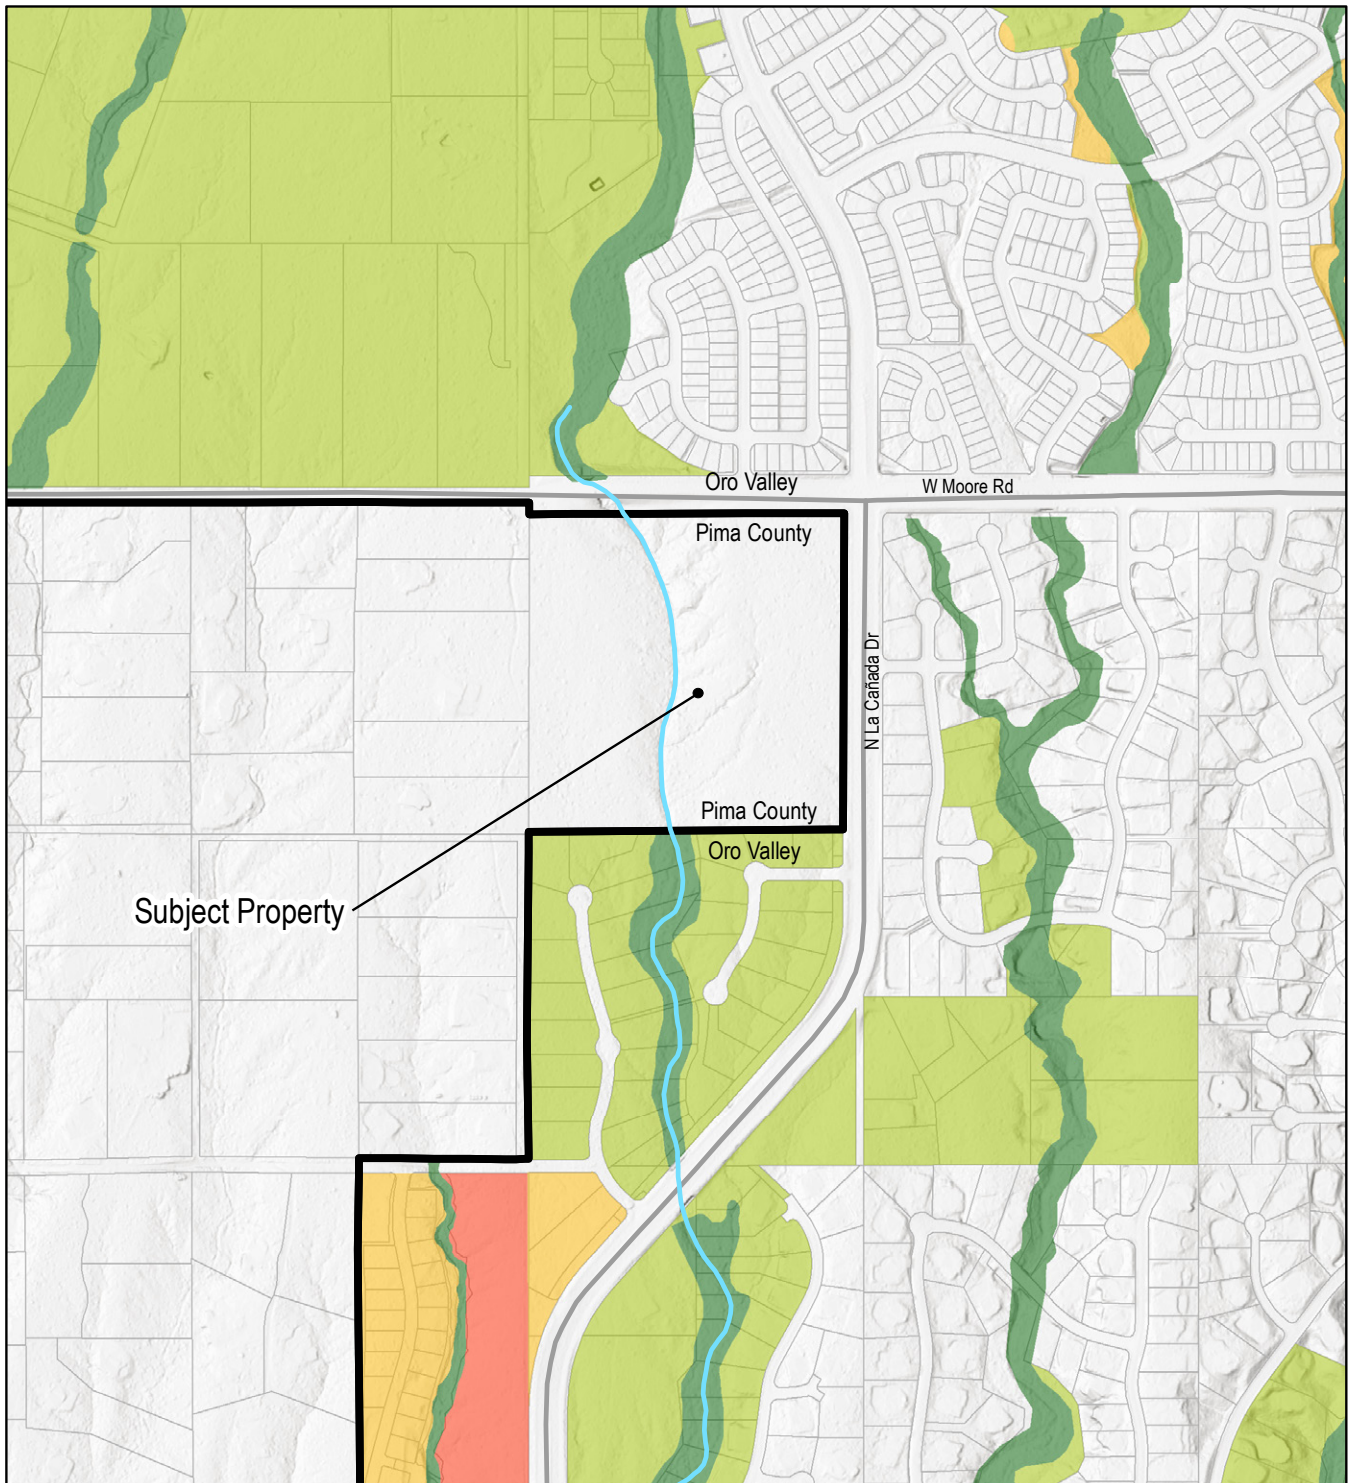 Oro Valley
W Moore Rd
Pima County
N La Cañada Dr
Pima County
Oro Valley
Subject Property